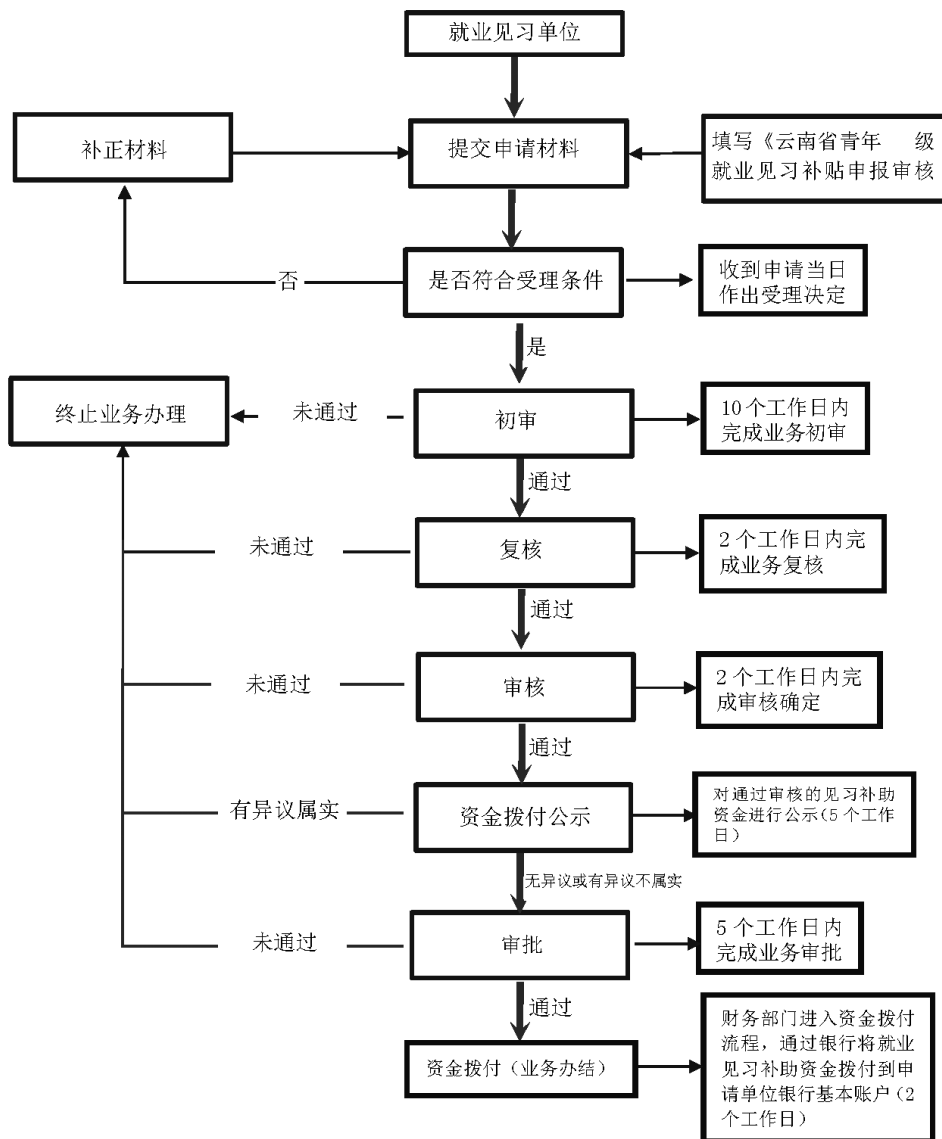 就业见习单位
补正材料
提交申请材料
填写《云南省青年 级
就业见习补贴申报审核
否
是否符合受理条件
收到申请当日
作出受理决定
是
终止业务办理
未通过
初审
10个工作日内
完成业务初审
通过
未通过
复核
2个工作日内完
成业务复核
通过
未通过
审核
2个工作日内完
成审核确定
通过
有异议属实
资金拨付公示
对通过审核的见习补助
资金进行公示(5个工作
日)
无异议或有异议不属实
未通过
审批
5个工作日内
完成业务审批
通过
资金拨付（业务办结）
财务部门进入资金拨付
流程，通过银行将就业
见习补助资金拨付到申
请单位银行基本账户（2
个工作日）